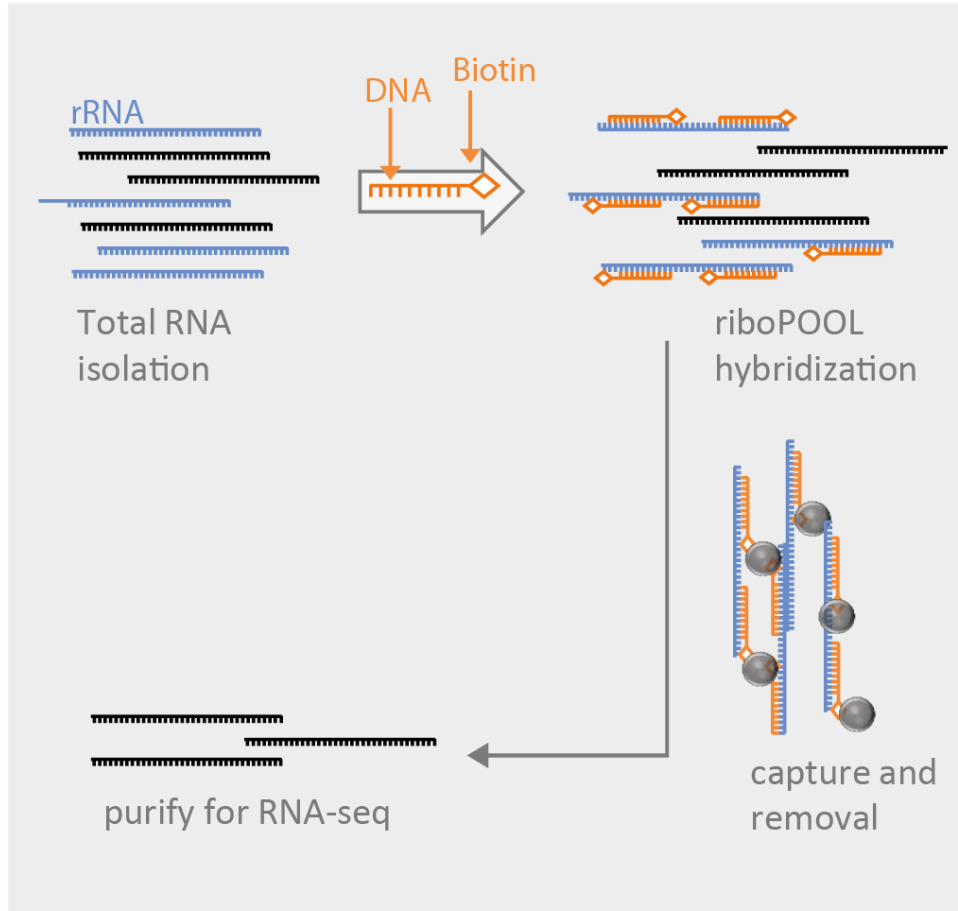 Biotin
DNA
rRNA
Total RNA
isolation
riboPOOL
hybridization
capture and
removal
purify for RNA-seq